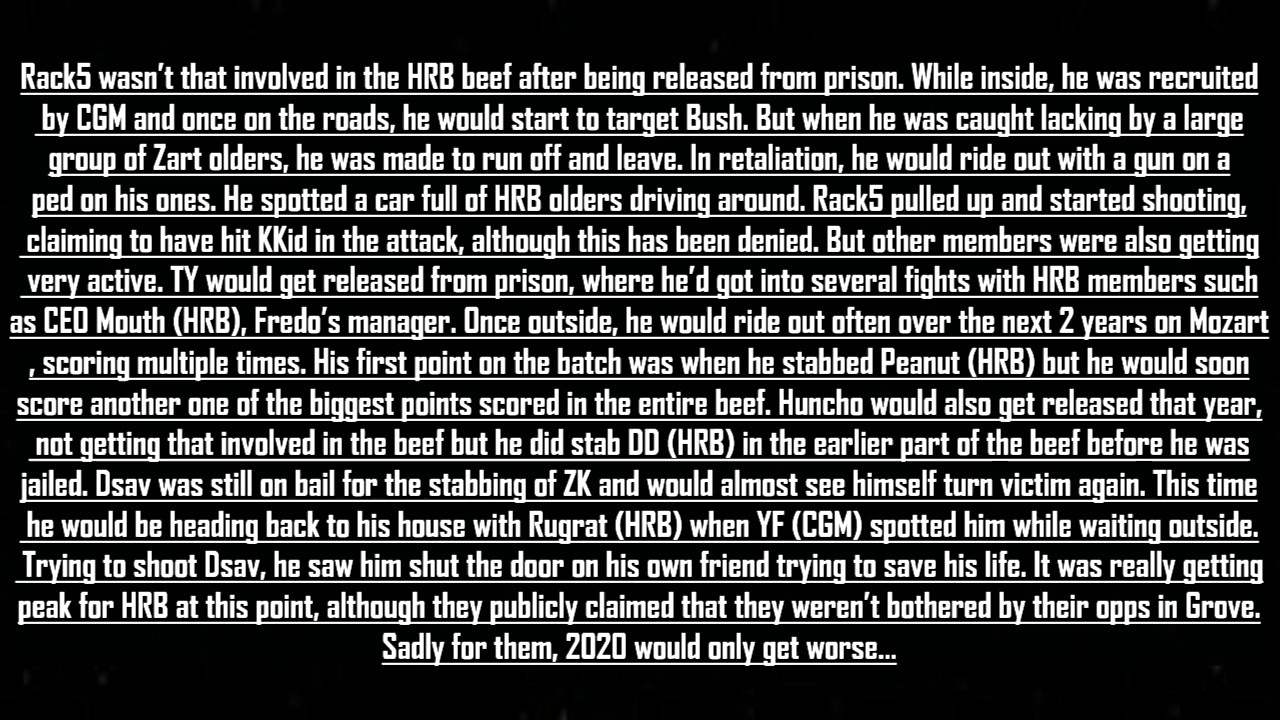 Rack5 wasn’t that involved in the HRB beef after being released from prison. While inside, he was recruited
by CGM and once on the roads, he would start to target Bush. But when he was caught lacking by a large
group of Zart olders, he was made to run off and leave. In retaliation, he would ride out with a gun on a
ped on his ones. He spotted a car full of HRB olders driving around. Rack5 pulled up and started shooting,
claiming to have hit KKid in the attack, although this has been denied. But other members were also getting
very active. TY would get released from prison, where he’d got into several fights with HRB members such
as CEO Mouth (HRB), Fredo’s manager. Once outside, he would ride out often over the next 2 years on Mozart
, scoring multiple times. His first point on the batch was when he stabbed Peanut (HRB) but he would soon
score another one of the biggest points scored in the entire beef. Huncho would also get released that year,
not getting that involved in the beef but he did stab DD (HRB) in the earlier part of the beef before he was
jailed. Dsav was still on bail for the stabbing of ZK and would almost see himself turn victim again. This time
he would be heading back to his house with Rugrat (HRB) when YF (CGM) spotted him while waiting outside.
Trying to shoot Dsav, he saw him shut the door on his own friend trying to save his life. It was really getting
peak for HRB at this point, although they publicly claimed that they weren’t bothered by their opps in Grove.
Sadly for them, 2020 would only get worse...